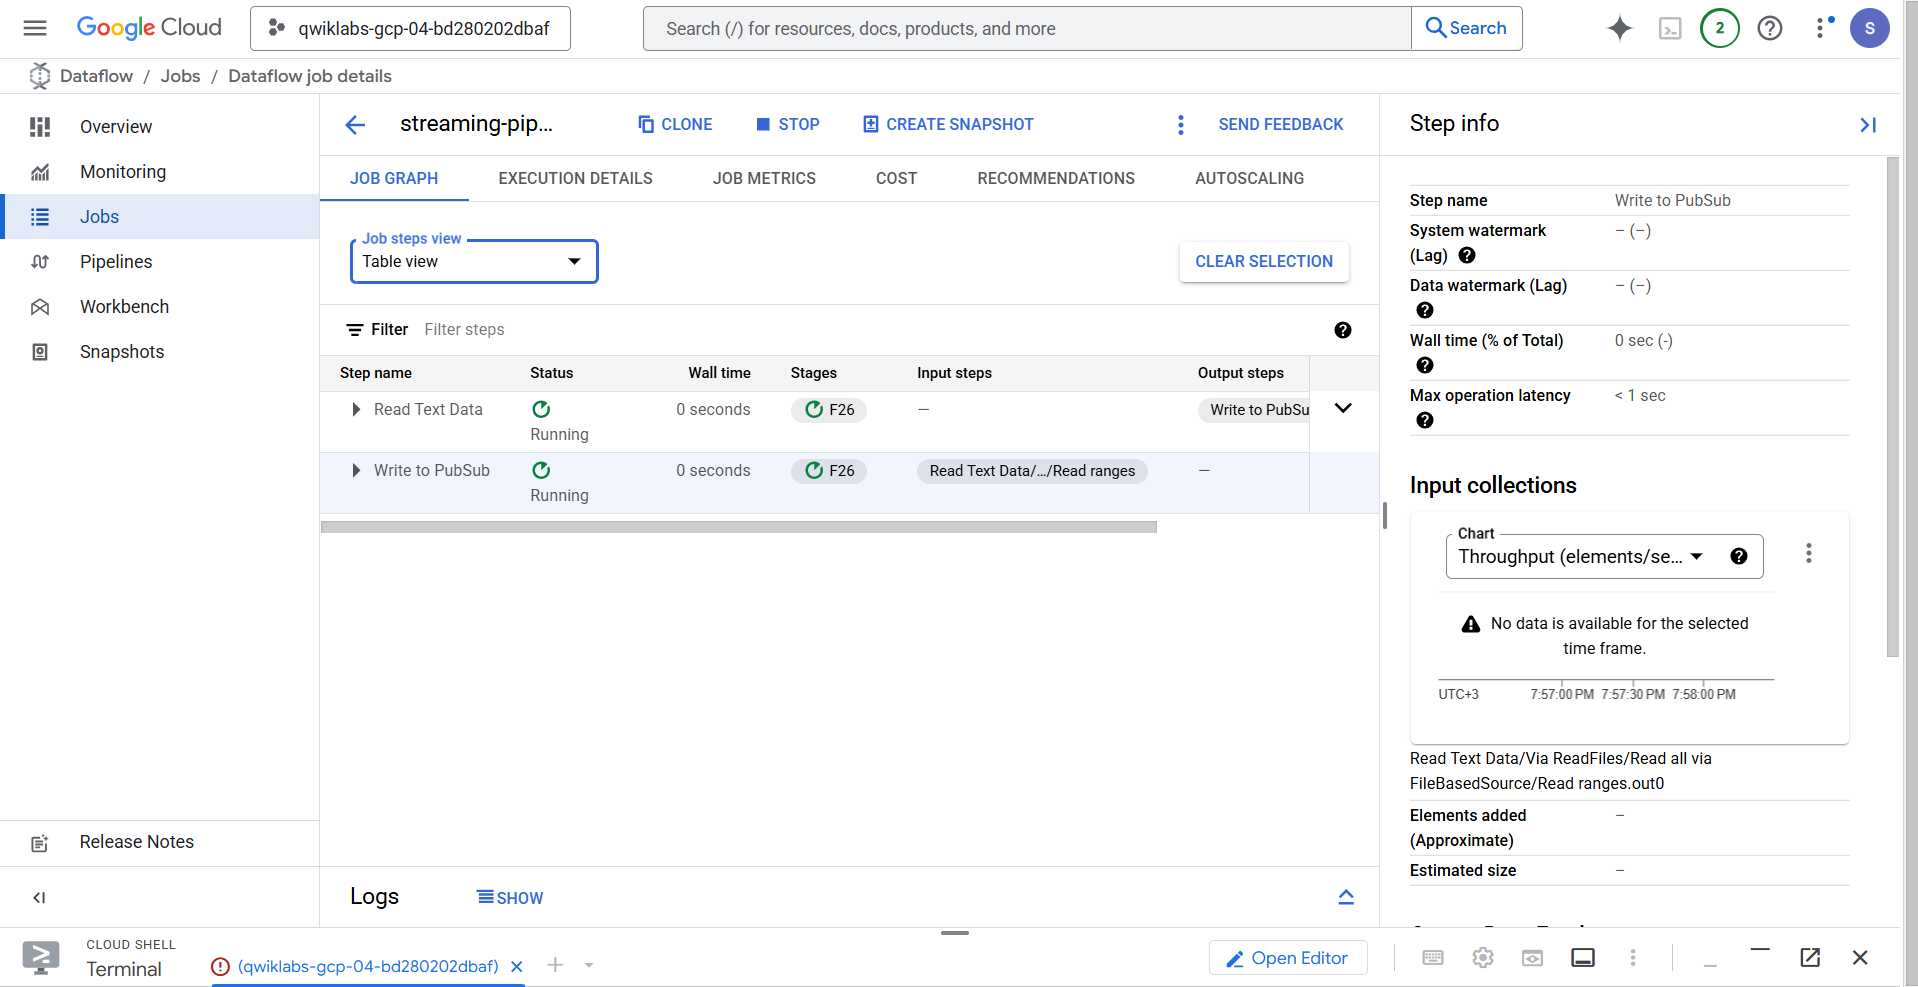 Google Cloud
qwiklabs-gcp-04-bd280202dbaf
Search (/) for resources, docs, products, and more
Search
2
S
Dataflow / Jobs / Dataflow job details
Overview
Monitoring
Jobs
Pipelines
Workbench
Snapshots
Release Notes
streaming-pip...
CLONE
STOP
CREATE SNAPSHOT
SEND FEEDBACK
JOB GRAPH
EXECUTION DETAILS
JOB METRICS
COST
RECOMMENDATIONS
AUTOSCALING
Job steps view
Table view
CLEAR SELECTION
Filter Filter steps
Step name Status Wall time Stages Input steps Output steps
Read Text Data Running 0 seconds F26 — Write to PubSu
Write to PubSub Running 0 seconds F26 Read Text Data/.../Read ranges —
Logs
SHOW
Step info
Step name Write to PubSub
System watermark (Lag) – (–)
Data watermark (Lag) – (–)
Wall time (% of Total) 0 sec (-)
Max operation latency < 1 sec
Input collections
Chart
Throughput (elements/se...
No data is available for the selected
time frame.
UTC+3 7:57:00 PM 7:57:30 PM 7:58:00 PM
Read Text Data/Via ReadFiles/Read all via
FileBasedSource/Read ranges.out0
Elements added (Approximate) –
Estimated size –
CLOUD SHELL
Terminal
(qwiklabs-gcp-04-bd280202dbaf)
Open Editor